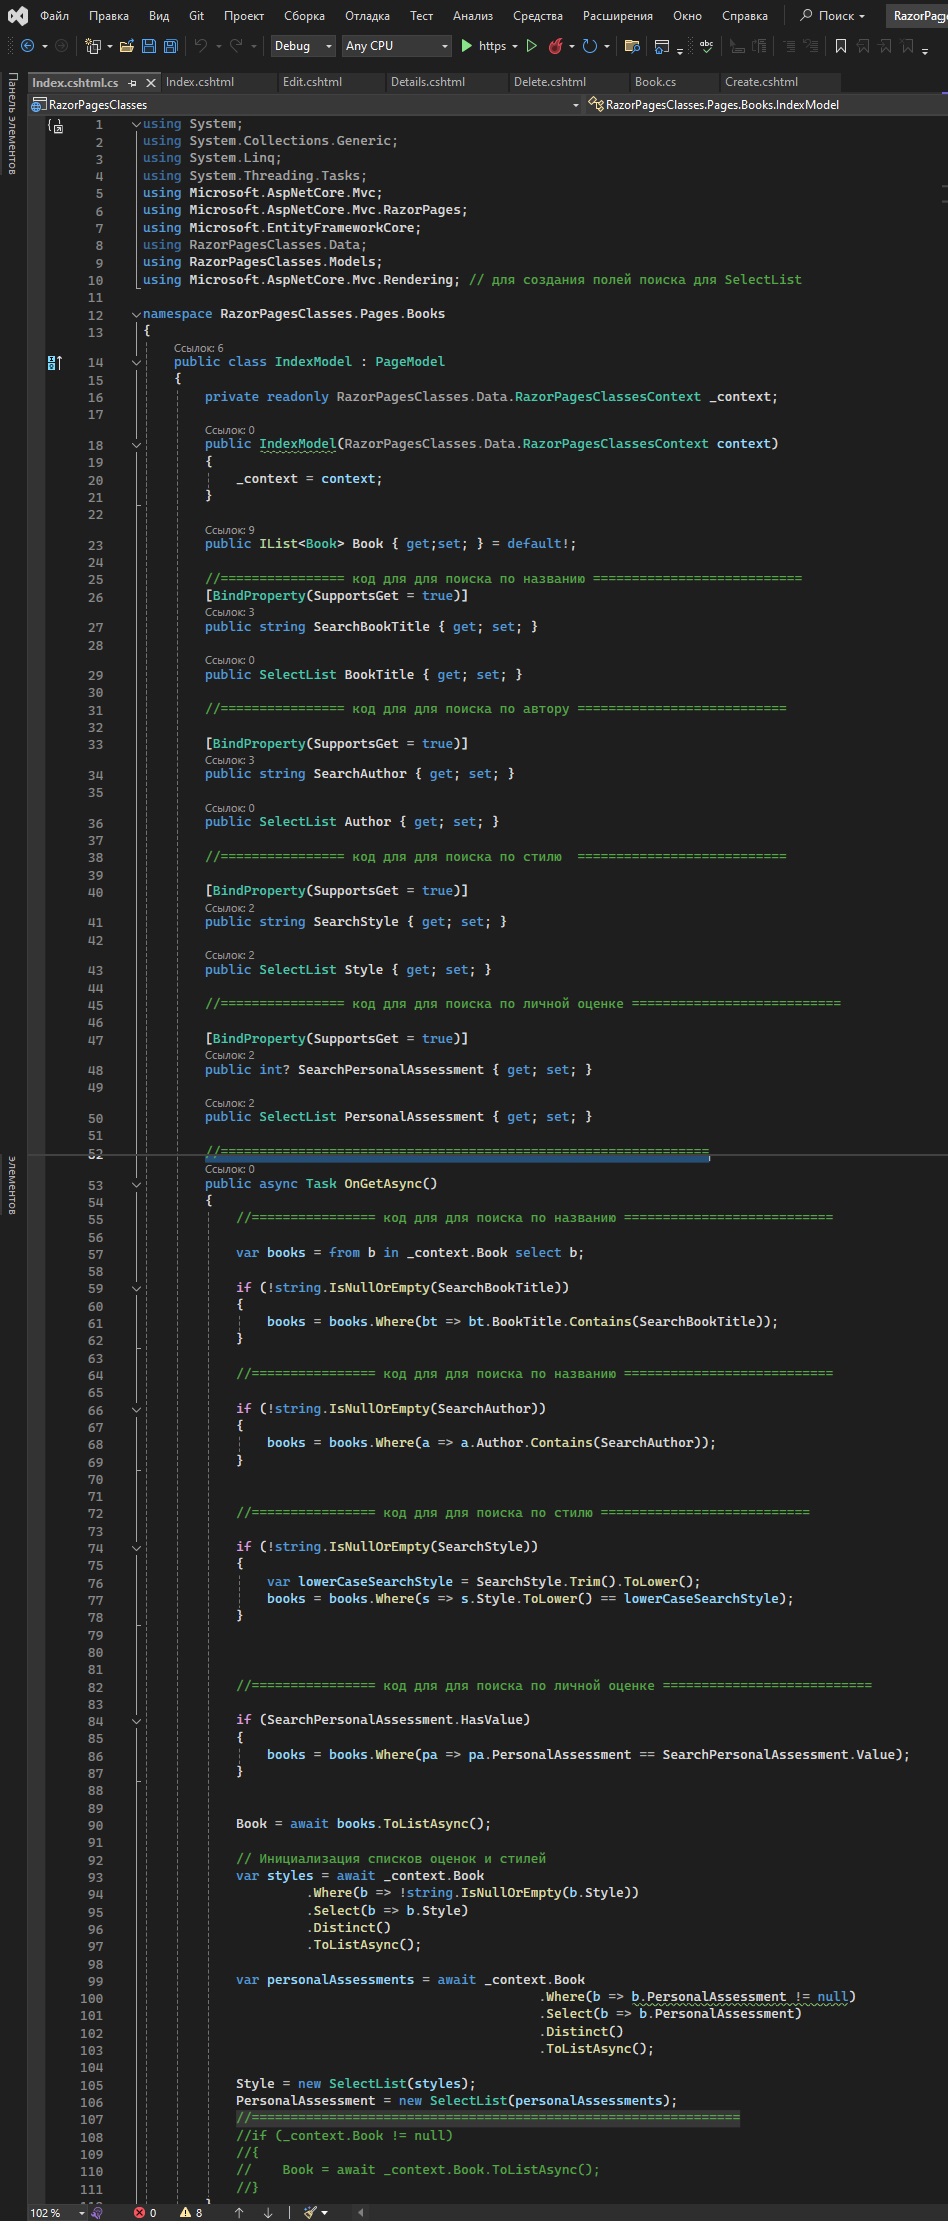 Файл Правка Вид Git Проект Сборка Отладка Тест Анализ Средства Расширения Окно Справка Поиск
Debug Any CPU https
Index.cshtml.cs Index.cshtml Edit.cshtml Details.cshtml Delete.cshtml Book.cs Create.cshtml
Панель элементов
RazorPagesClasses RazorPagesClasses.Pages.Books.IndexModel
1 using System;
2 using System.Collections.Generic;
3 using System.Linq;
4 using System.Threading.Tasks;
5 using Microsoft.AspNetCore.Mvc;
6 using Microsoft.AspNetCore.Mvc.RazorPages;
7 using Microsoft.EntityFrameworkCore;
8 using RazorPagesClasses.Data;
9 using RazorPagesClasses.Models;
10 using Microsoft.AspNetCore.Mvc.Rendering; // для создания полей поиска для SelectList
11
12 namespace RazorPagesClasses.Pages.Books
13 {
Ссылок: 6
14 public class IndexModel : PageModel
15 {
16 private readonly RazorPagesClasses.Data.RazorPagesClassesContext _context;
17
Ссылок: 0
18 public IndexModel(RazorPagesClasses.Data.RazorPagesClassesContext context)
19 {
20 _context = context;
21 }
22
Ссылок: 9
23 public IList<Book> Book { get;set; } = default!;
24
25 //================ код для для поиска по названию ===========================
26 [BindProperty(SupportsGet = true)]
Ссылок: 3
27 public string SearchBookTitle { get; set; }
28
Ссылок: 0
29 public SelectList BookTitle { get; set; }
30
31 //================ код для для поиска по автору ===========================
32
33 [BindProperty(SupportsGet = true)]
Ссылок: 3
34 public string SearchAuthor { get; set; }
35
Ссылок: 0
36 public SelectList Author { get; set; }
37
38 //================ код для для поиска по стилю ===========================
39
40 [BindProperty(SupportsGet = true)]
Ссылок: 2
41 public string SearchStyle { get; set; }
42
Ссылок: 2
43 public SelectList Style { get; set; }
44
45 //================ код для для поиска по личной оценке ===========================
46
47 [BindProperty(SupportsGet = true)]
Ссылок: 2
48 public int? SearchPersonalAssessment { get; set; }
49
Ссылок: 2
50 public SelectList PersonalAssessment { get; set; }
51
52 //===============================================================
элементов
Ссылок: 0
53 public async Task OnGetAsync()
54 {
55 //================ код для для поиска по названию ===========================
56
57 var books = from b in _context.Book select b;
58
59 if (!string.IsNullOrEmpty(SearchBookTitle))
60 {
61 books = books.Where(bt => bt.BookTitle.Contains(SearchBookTitle));
62 }
63
64 //================ код для для поиска по названию ===========================
65
66 if (!string.IsNullOrEmpty(SearchAuthor))
67 {
68 books = books.Where(a => a.Author.Contains(SearchAuthor));
69 }
70
71
72 //================ код для для поиска по стилю ===========================
73
74 if (!string.IsNullOrEmpty(SearchStyle))
75 {
76 var lowerCaseSearchStyle = SearchStyle.Trim().ToLower();
77 books = books.Where(s => s.Style.ToLower() == lowerCaseSearchStyle);
78 }
79
80
81
82 //================ код для для поиска по личной оценке ===========================
83
84 if (SearchPersonalAssessment.HasValue)
85 {
86 books = books.Where(pa => pa.PersonalAssessment == SearchPersonalAssessment.Value);
87 }
88
89
90 Book = await books.ToListAsync();
91
92 // Инициализация списков оценок и стилей
93 var styles = await _context.Book
94 .Where(b => !string.IsNullOrEmpty(b.Style))
95 .Select(b => b.Style)
96 .Distinct()
97 .ToListAsync();
98
99 var personalAssessments = await _context.Book
100 .Where(b => b.PersonalAssessment != null)
101 .Select(b => b.PersonalAssessment)
102 .Distinct()
103 .ToListAsync();
104
105 Style = new SelectList(styles);
106 PersonalAssessment = new SelectList(personalAssessments);
107 //===============================================================
108 //if (_context.Book != null)
109 //{
110 // Book = await _context.Book.ToListAsync();
111 //}
102 % 0 8